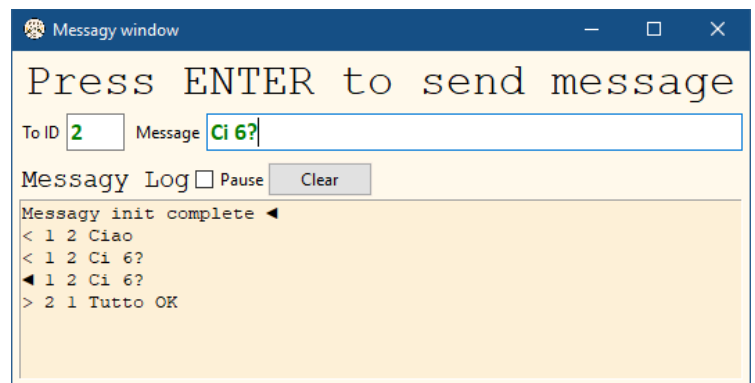 Messagy window
Press ENTER to send message
To ID 2 Message Ci 6?
Messagy Log Pause Clear
Messagy init complete ◄
< 1 2 Ciao
< 1 2 Ci 6?
◄ 1 2 Ci 6?
> 2 1 Tutto OK